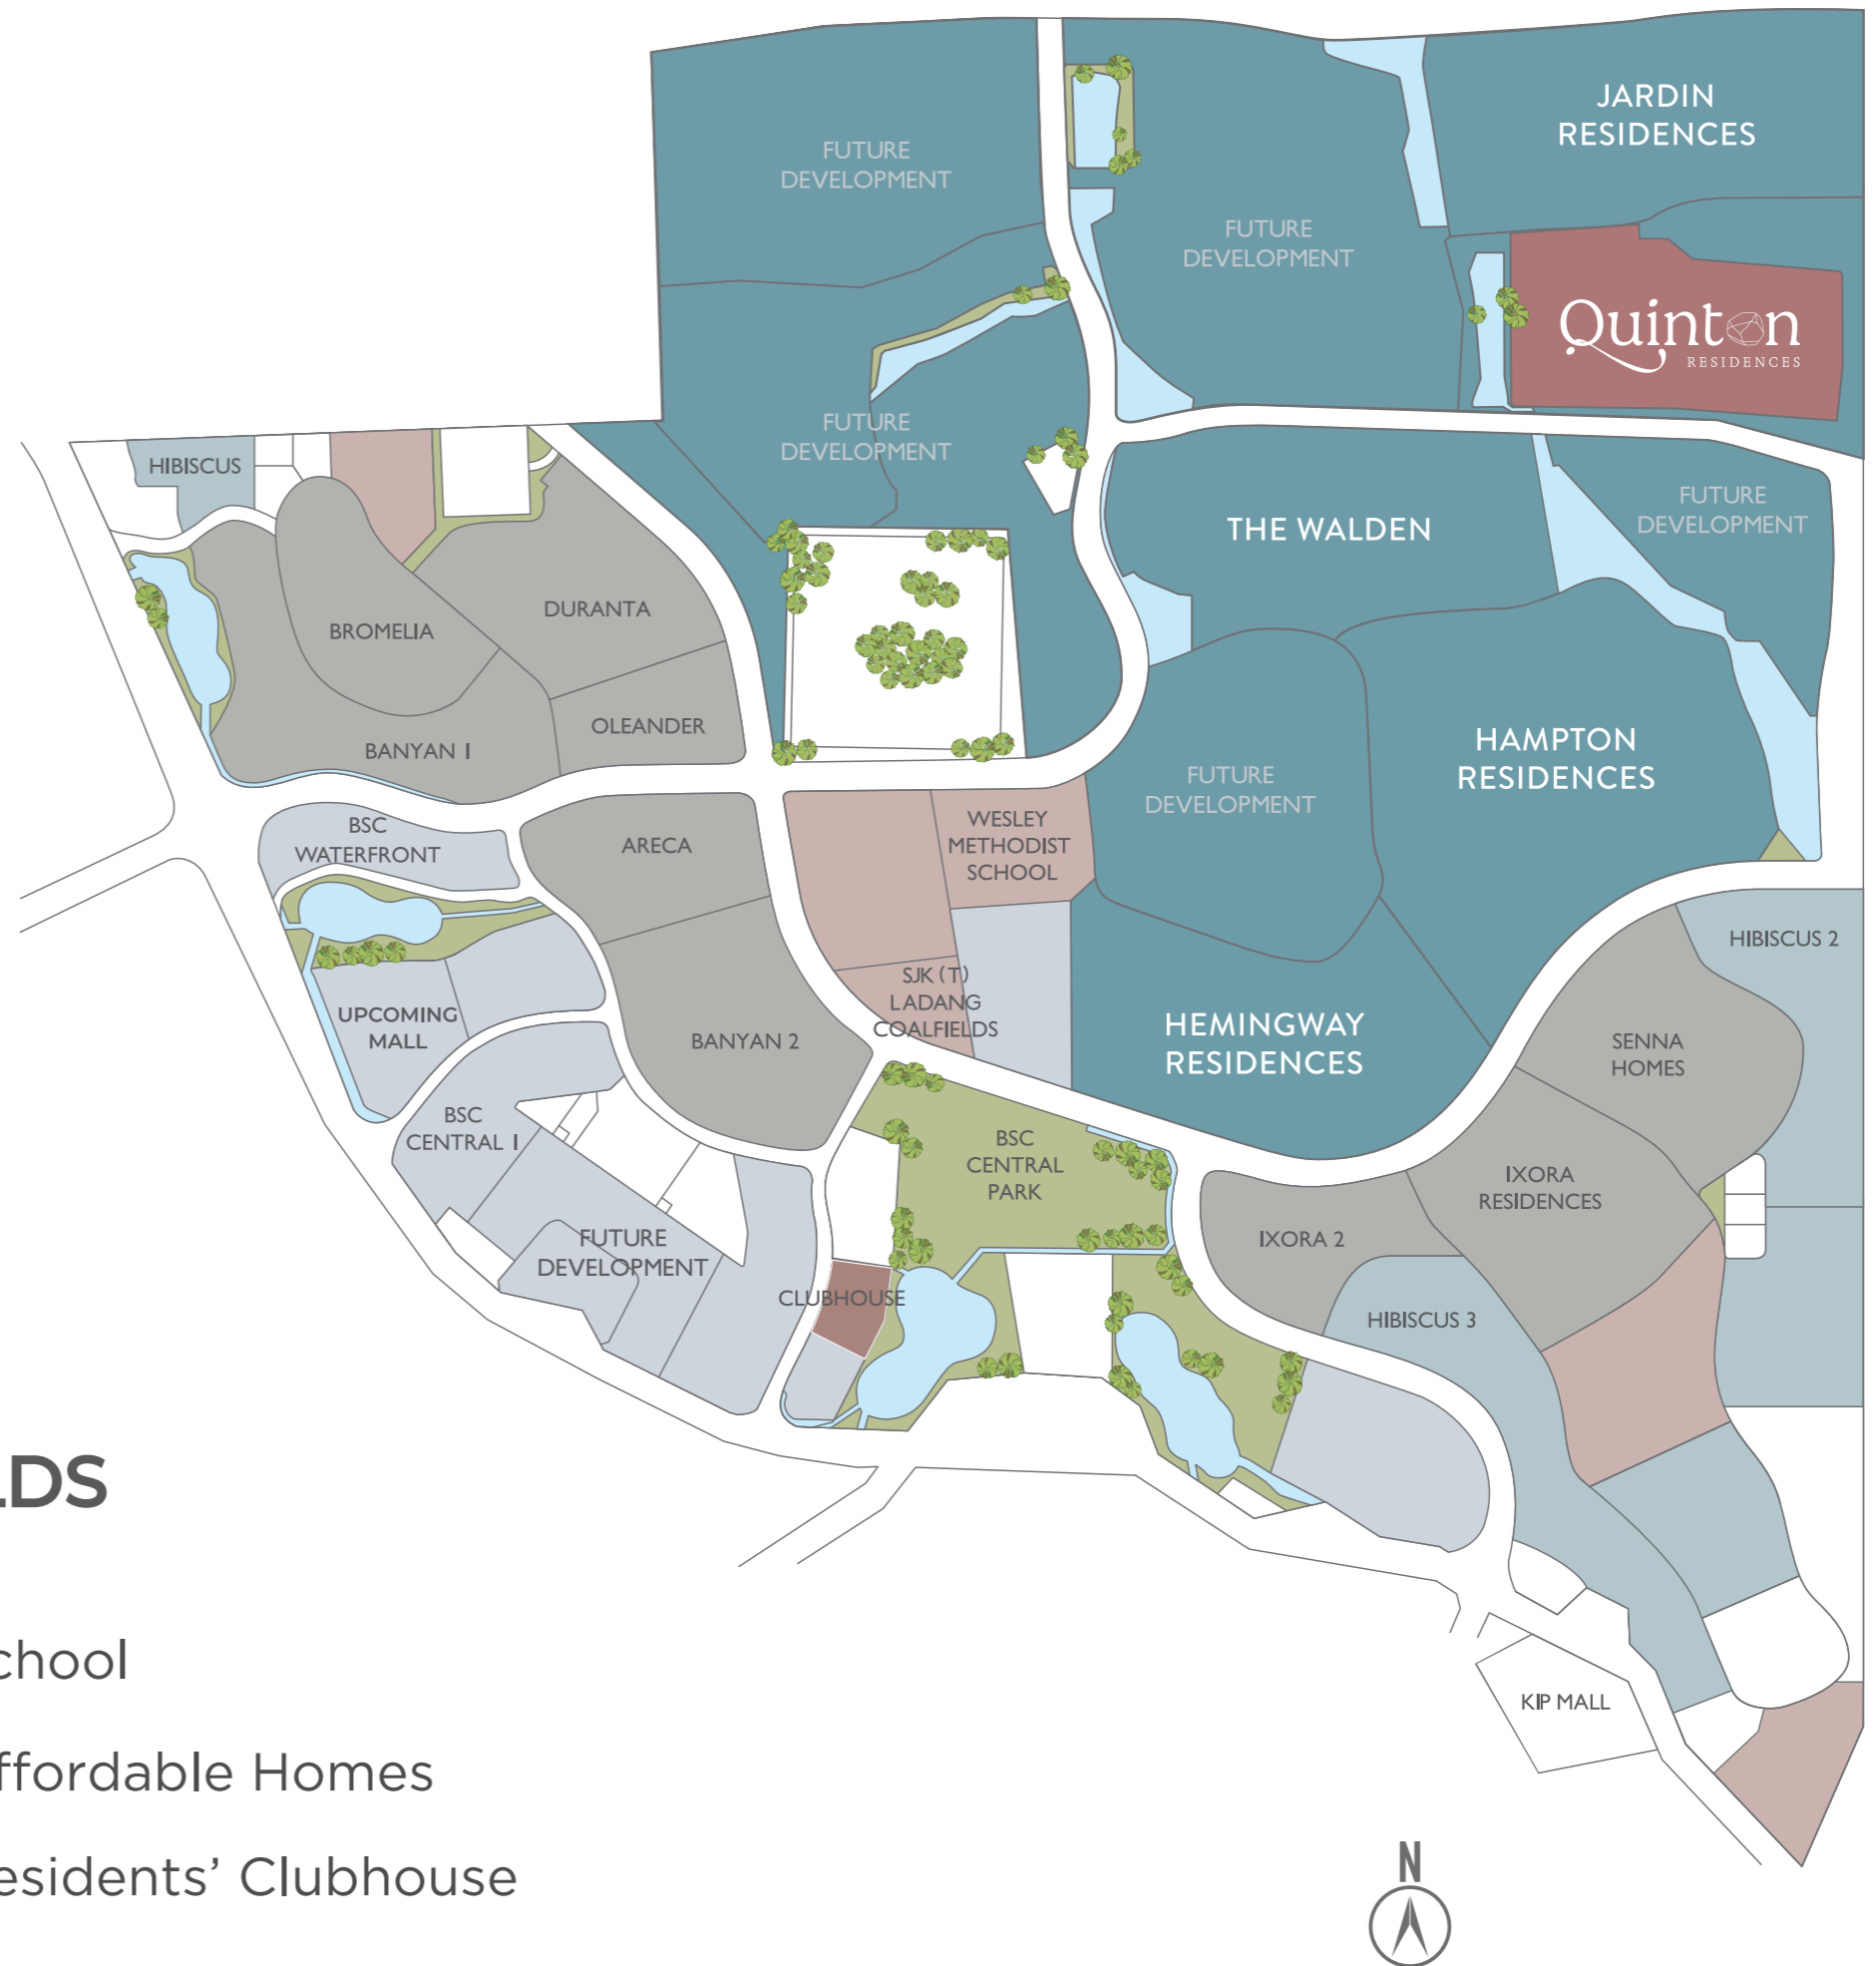 JARDIN
RESIDENCES
FUTURE
DEVELOPMENT
FUTURE
DEVELOPMENT
Quinton
RESIDENCES
FUTURE
DEVELOPMENT
HIBISCUS
FUTURE
DEVELOPMENT
THE WALDEN
DURANTA
BROMELIA
OLEANDER
BANYAN 1
HAMPTON
RESIDENCES
FUTURE
DEVELOPMENT
BSC
WATERFRONT
ARECA
WESLEY
METHODIST
SCHOOL
HIBISCUS 2
SJK (T)
LADANG
COALFIELDS
UPCOMING
MALL
BANYAN 2
HEMINGWAY
RESIDENCES
SENNA
HOMES
BSC
CENTRAL 1
BSC
CENTRAL
PARK
IXORA
RESIDENCES
IXORA 2
FUTURE
DEVELOPMENT
CLUBHOUSE
HIBISCUS 3
LDS
chool
KIP MALL
ffordable Homes
esidents’ Clubhouse
N